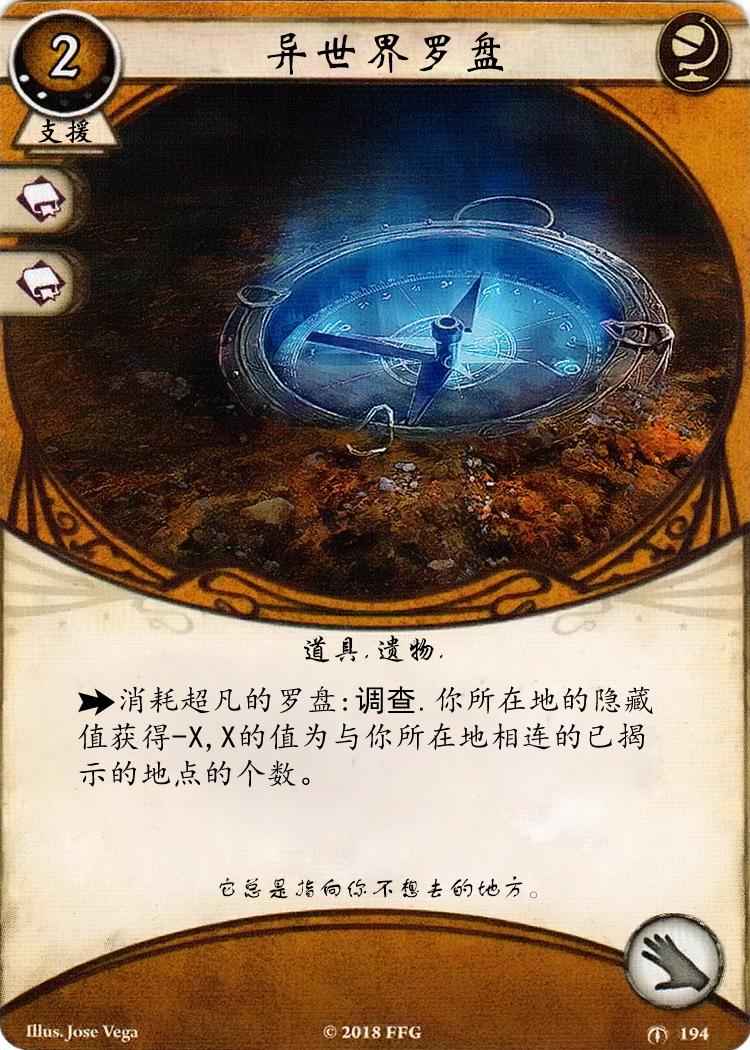 2
异世界罗盘
支援
道具.遗物.
消耗超凡的罗盘:调查.你所在地的隐藏
值获得-X,X的值为与你所在地相连的已揭
示的地点的个数。
它总是指向你不想去的地方。
Illus. Jose Vega
© 2018 FFG
194